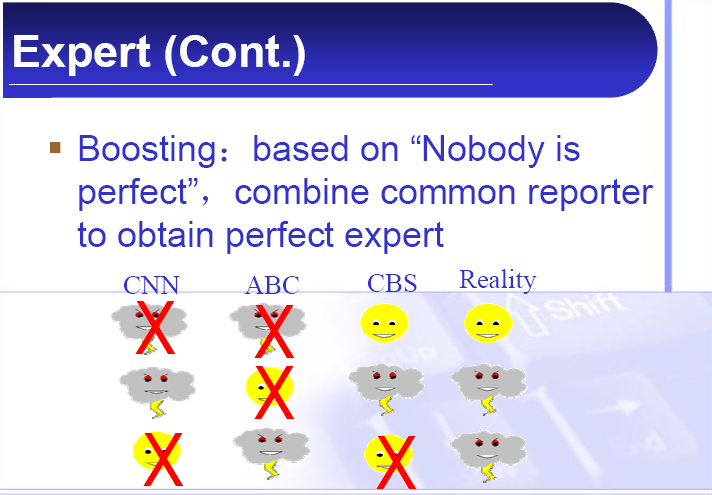 Expert (Cont.)
Boosting：based on “Nobody is
perfect”，combine common reporter
to obtain perfect expert
CNN ABC CBS Reality
X X
X
X X
Shift